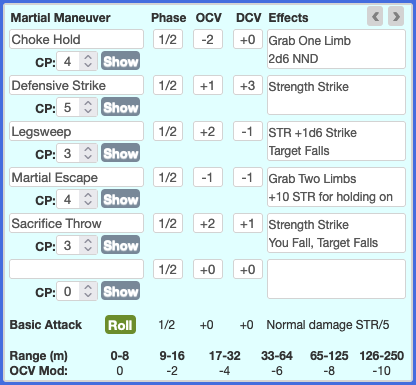 Martial Maneuver Phase OCV DCV Effects
Choke Hold 1/2 -2 +0 Grab One Limb
2d6 NND
CP: 4 Show
Defensive Strike 1/2 +1 +3 Strength Strike
CP: 5 Show
Legsweep 1/2 +2 -1 STR +1d6 Strike
Target Falls
CP: 3 Show
Martial Escape 1/2 -1 -1 Grab Two Limbs
+10 STR for holding on
CP: 4 Show
Sacrifice Throw 1/2 +2 +1 Strength Strike
You Fall, Target Falls
CP: 3 Show
1/2 +0 +0
CP: 0 Show
Basic Attack Roll 1/2 +0 +0 Normal damage STR/5
Range (m) 0-8 9-16 17-32 33-64 65-125 126-250
OCV Mod: 0 -2 -4 -6 -8 -10